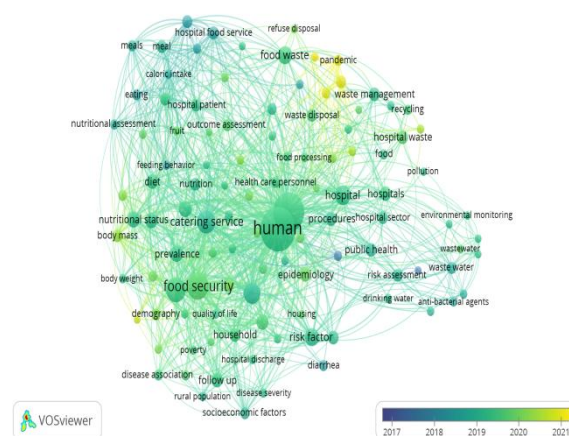 refuse disposal
hospital food service
meals
meal
food waste
pandemic
caloric intake
eating
hospital patient
waste management
recycling
nutritional assessment
fruit
outcome assessment
waste disposal
hospital waste
feeding behavior
food processing
food
pollution
diet
nutrition
health care personnel
hospital
hospitals
nutritional status
catering service
human
procedures
hospital sector
environmental monitoring
body mass
prevalence
public health
wastewater
body weight
food security
epidemiology
risk assessment
waste water
drinking water
anti-bacterial agents
demography
quality of life
housing
household
risk factor
poverty
hospital discharge
diarrhea
disease association
follow up
disease severity
rural population
socioeconomic factors
VOSviewer
2017 2018 2019 2020 2021